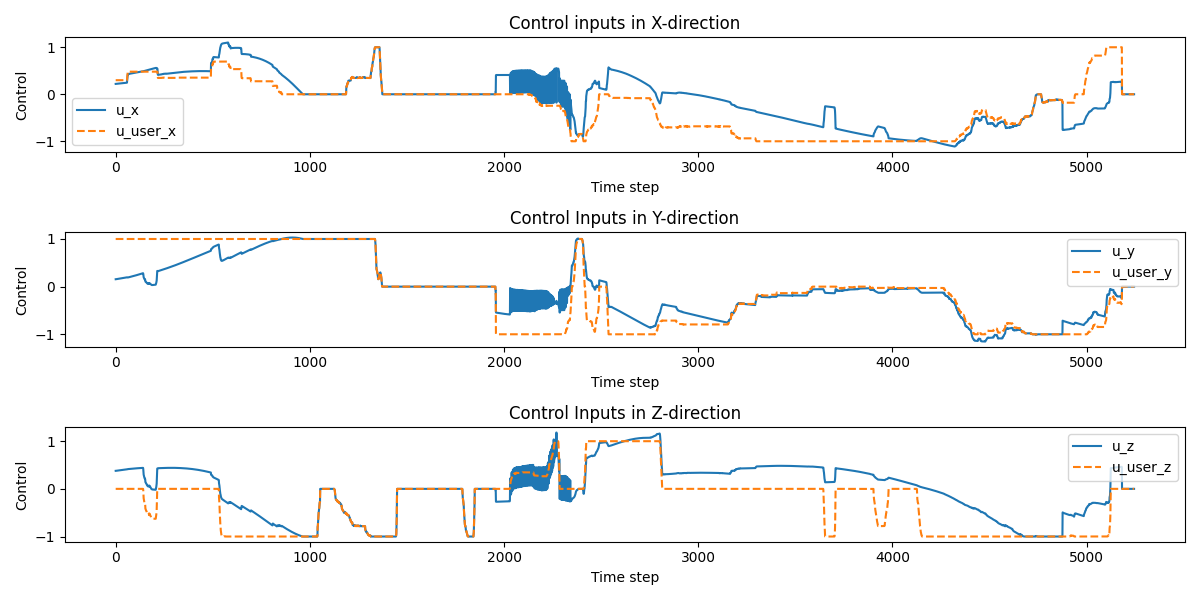 Control inputs in X-direction
1
0
−1
Control
u_x
u_user_x
0 1000 2000 3000 4000 5000
Time step
Control Inputs in Y-direction
1
0
−1
Control
u_y
u_user_y
0 1000 2000 3000 4000 5000
Time step
Control Inputs in Z-direction
1
0
−1
Control
u_z
u_user_z
0 1000 2000 3000 4000 5000
Time step